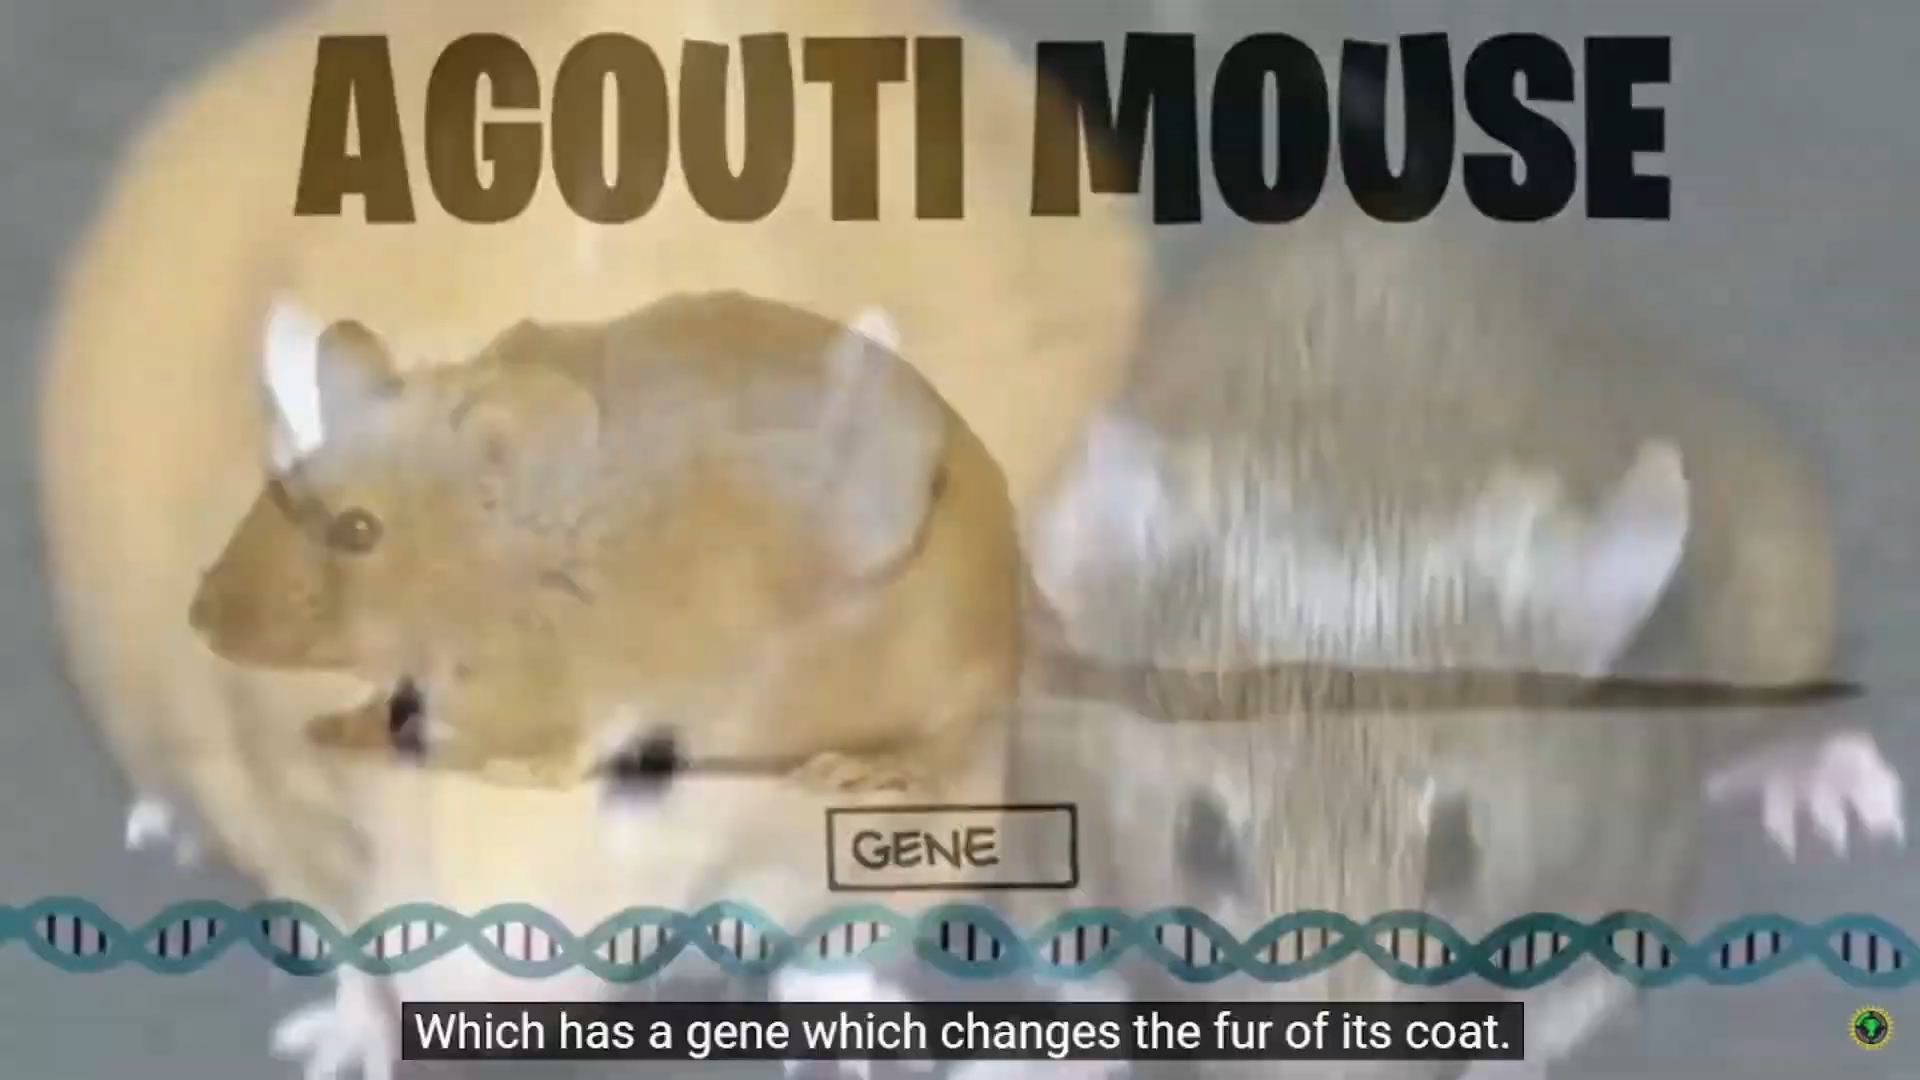 AGOUTI MOUSE
GENE
Which has a gene which changes the fur of its coat.